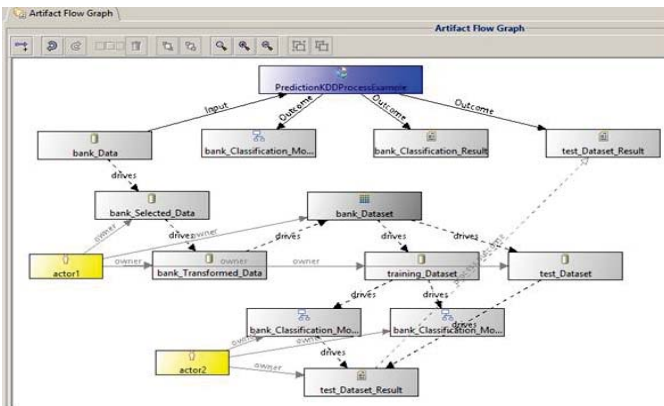 Artifact Flow Graph
Artifact Flow Graph
PredictionKDDProcessExample
Input
Outcome
Outcome
Outcome
bank_Data
bank_Classification_Mo...
bank_Classification_Result
test_Dataset_Result
drives
bank_Selected_Data
bank_Dataset
owner
owner
drives
drives
drives
drives
actor1
owner
bank_Transformed_Data
owner
training_Dataset
owner
test_Dataset
drives
drives
bank_Classification_Mo...
bank_Classification_Mo...
drives
owner
owner
drives
actor2
owner
test_Dataset_Result